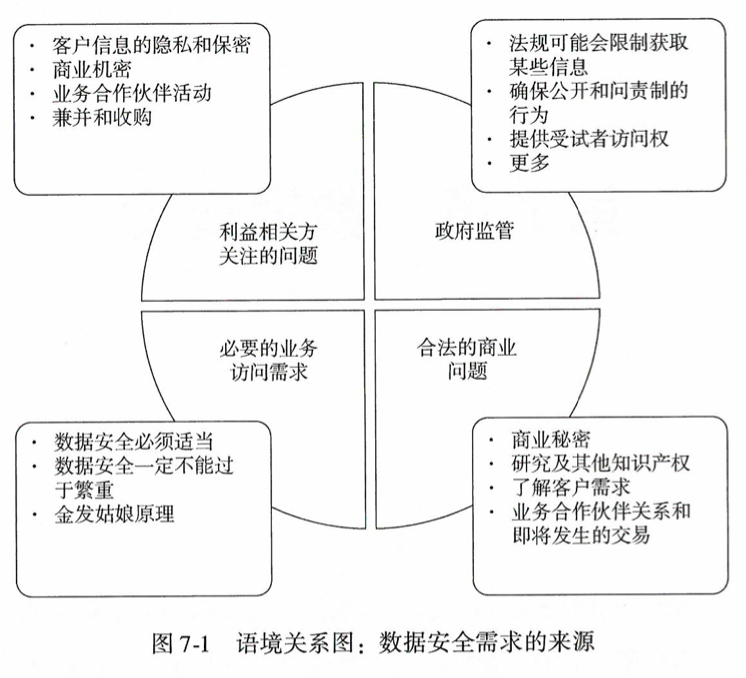 · 客户信息的隐私和保密
· 商业机密
· 业务合作伙伴活动
· 兼并和收购
· 法规可能会限制获取
某些信息
· 确保公开和问责制的
行为
· 提供受试者访问权
· 更多
利益相关方
关注的问题
政府监管
必要的业务
访问需求
合法的商业
问题
· 数据安全必须适当
· 数据安全一定不能过
于繁重
· 金发姑娘原理
· 商业秘密
· 研究及其他知识产权
· 了解客户需求
· 业务合作伙伴关系和
即将发生的交易
图 7-1 语境关系图：数据安全需求的来源